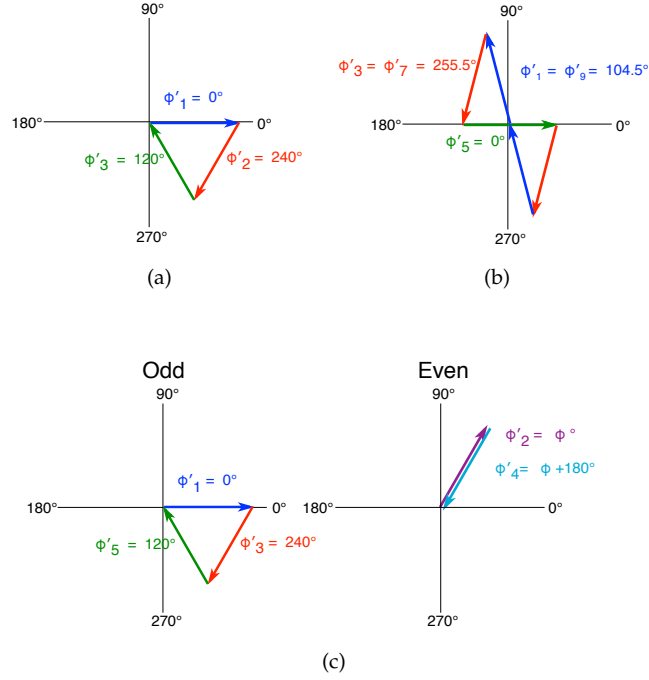 90°
ϕ′1 = 0°
180°
0°
ϕ′3 = 120°
ϕ′2 = 240°
270°
(a)
90°
ϕ′3 = ϕ′7 = 255.5°
ϕ′1 = ϕ′9 = 104.5°
180°
0°
ϕ′5 = 0°
270°
(b)
Odd
90°
ϕ′1 = 0°
180°
0°
ϕ′5 = 120°
ϕ′3 = 240°
270°
Even
90°
ϕ′2 = ϕ °
ϕ′4 = ϕ +180°
180°
0°
270°
(c)